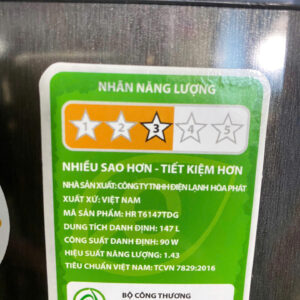 NHÃN NĂNG LƯỢNG
1 2 3 4 5
NHIỀU SAO HƠN - TIẾT KIỆM HƠN
NHÀ SẢN XUẤT: CÔNG TY TNHH ĐIỆN LẠNH HÒA PHÁT
XUẤT XỨ: VIỆT NAM
MÃ SẢN PHẨM: HR T6147TDG
DUNG TÍCH DANH ĐỊNH: 147 L
CÔNG SUẤT DANH ĐỊNH: 90 W
HIỆU SUẤT NĂNG LƯỢNG: 1.43
TIÊU CHUẨN VIỆT NAM: TCVN 7829:2016
BỘ CÔNG THƯƠNG